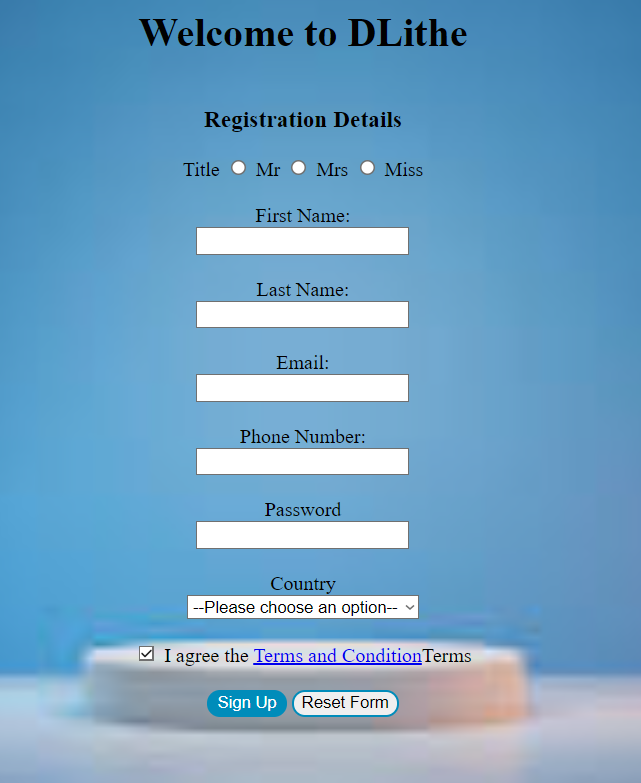 Welcome to DLithe
Registration Details
Title Mr Mrs Miss
First Name:
Last Name:
Email:
Phone Number:
Password
Country
--Please choose an option--
I agree the Terms and ConditionTerms
Sign Up Reset Form